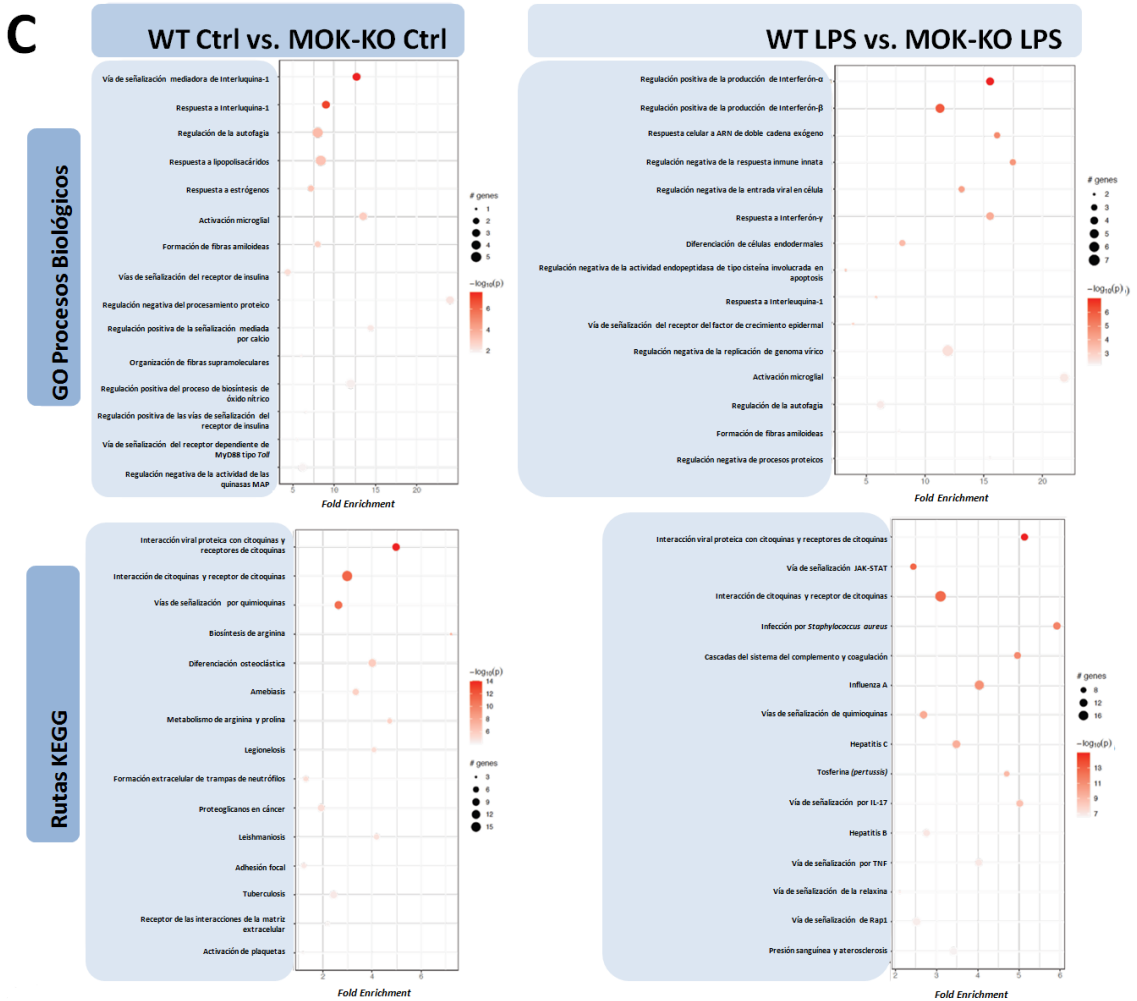 C
WT Ctrl vs. MOK-KO Ctrl
WT LPS vs. MOK-KO LPS
GO Procesos Biológicos
Vía de señalización mediadora de Interluquina-1
Respuesta a Interluquina-1
Regulación de la autofagia
Respuesta a lipopolisacáridos
Respuesta a estrógenos
Activación microglial
Formación de fibras amiloideas
Vías de señalización del receptor de insulina
Regulación negativa del procesamiento proteico
Regulación positiva de la señalización mediada
por calcio
Organización de fibras supramoleculares
Regulación positiva del proceso de biosíntesis de
óxido nítrico
Regulación positiva de las vías de señalización del
receptor de insulina
Vía de señalización del receptor dependiente de
MyD88 tipo Toll
Regulación negativa de la actividad de las
quinasas MAP
5 10 15 20
Fold Enrichment
# genes
1
2
3
4
5
−log10(p)
4
2
Regulación positiva de la producción de Interferón-α
Regulación positiva de la producción de Interferón-β
Respuesta celular a ARN de doble cadena exógeno
Regulación negativa de la respuesta inmune innata
Regulación negativa de la entrada viral en célula
Respuesta a Interferón-γ
Diferenciación de células endodermales
Regulación negativa de la actividad endopeptidasa de tipo cisteína involucrada en
apoptosis
Respuesta a Interleuquina-1
Vía de señalización del receptor del factor de crecimiento epidermal
Regulación negativa de la replicación de genoma vírico
Activación microglial
Regulación de la autofagia
Formación de fibras amiloideas
Regulación negativa de procesos proteicos
5 10 15 20
Fold Enrichment
# genes
2
3
4
5
6
7
−log10(p)
6
5
4
3
Rutas KEGG
Interacción viral proteica con citoquinas y
receptores de citoquinas
Interacción de citoquinas y receptor de citoquinas
Vías de señalización por quimioquinas
Biosíntesis de arginina
Diferenciación osteoclástica
Amebiasis
Metabolismo de arginina y prolina
Legionelosis
Formación extracelular de trampas de neutrófilos
Proteoglicanos en cáncer
Leishmaniosis
Adhesión focal
Tuberculosis
Receptor de las interacciones de la matriz
extracelular
Activación de plaquetas
2 4 6
Fold Enrichment
−log10(p)
14
12
10
8
6
# genes
3
6
9
12
15
Interacción viral proteica con citoquinas y receptores de citoquinas
Vía de señalización JAK-STAT
Interacción de citoquinas y receptor de citoquinas
Infección por Staphylococcus aureus
Cascadas del sistema del complemento y coagulación
Influenza A
Vías de señalización de quimioquinas
Hepatitis C
Tosferina (pertussis)
Vía de señalización por IL-17
Hepatitis B
Vía de señalización por TNF
Vía de señalización de la relaxina
Vía de señalización de Rap1
Presión sanguínea y aterosclerosis
2 3 4 5 6
Fold Enrichment
# genes
8
12
16
−log10(p)
13
11
9
7